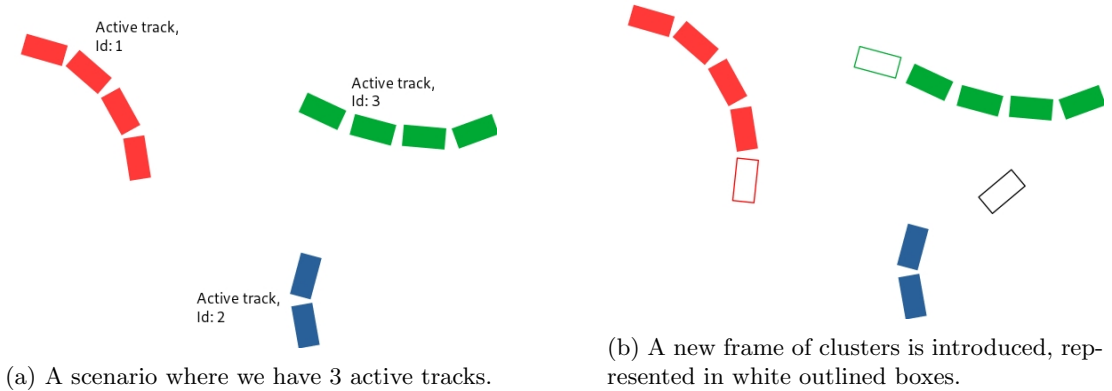 Active track,
Id: 1
Active track,
Id: 3
Active track,
Id: 2
(a) A scenario where we have 3 active tracks.
(b) A new frame of clusters is introduced, rep-
resented in white outlined boxes.